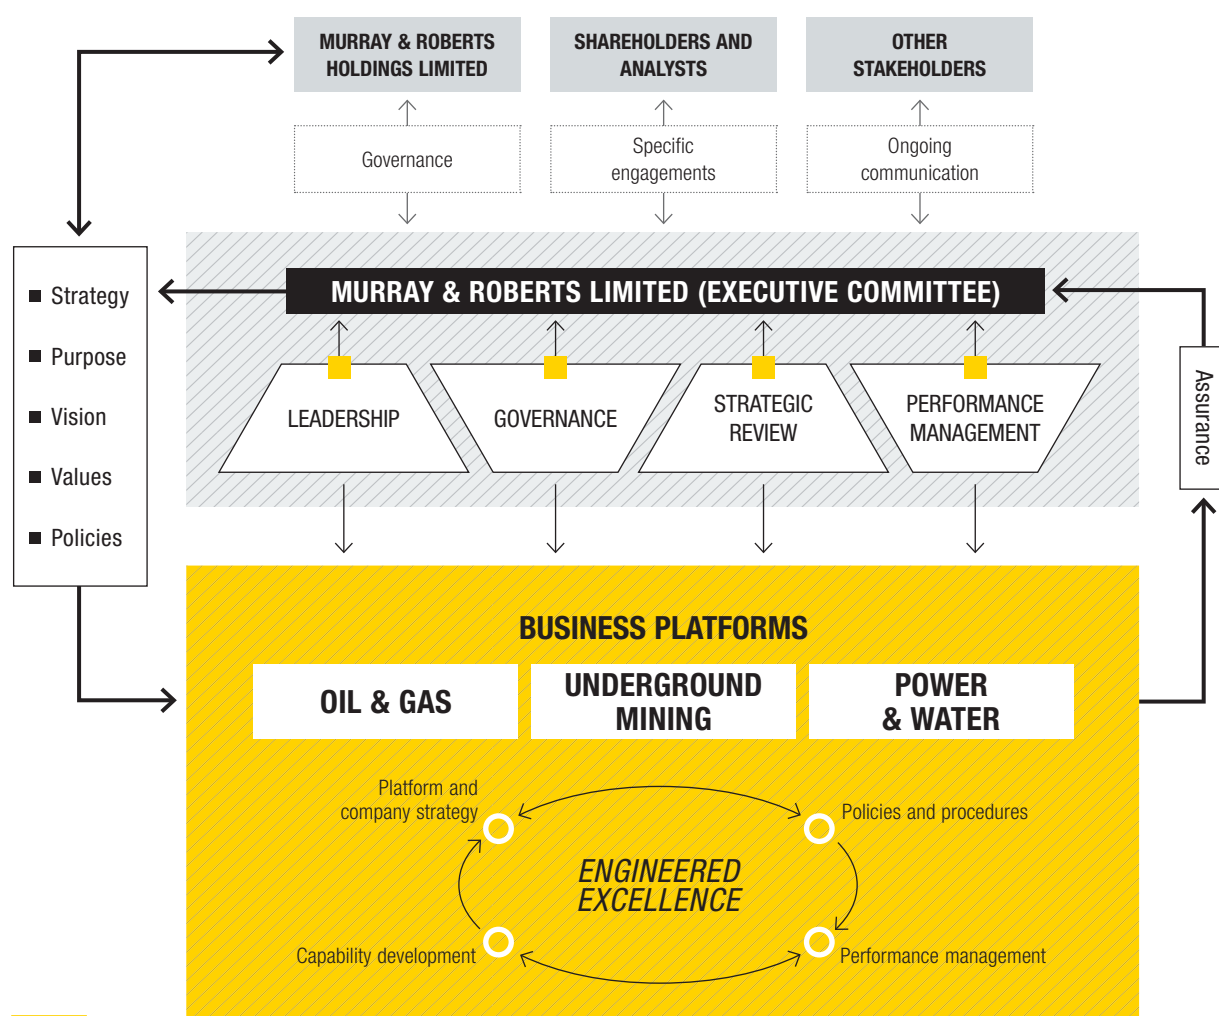 MURRAY & ROBERTS
HOLDINGS LIMITED
SHAREHOLDERS AND
ANALYSTS
OTHER
STAKEHOLDERS
Governance
Specific
engagements
Ongoing
communication
Strategy
Purpose
Vision
Values
Policies
MURRAY & ROBERTS LIMITED (EXECUTIVE COMMITTEE)
LEADERSHIP
GOVERNANCE
STRATEGIC
REVIEW
PERFORMANCE
MANAGEMENT
Assurance
BUSINESS PLATFORMS
OIL & GAS
UNDERGROUND
MINING
POWER
& WATER
Platform and
company strategy
Policies and procedures
ENGINEERED
EXCELLENCE
Capability development
Performance management